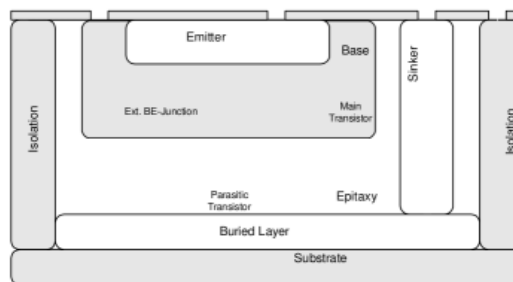 Emitter
Base
Sinker
Isolation
Ext. BE-Junction
Main
Transistor
Isolation
Parasitic
Transistor
Epitaxy
Buried Layer
Substrate